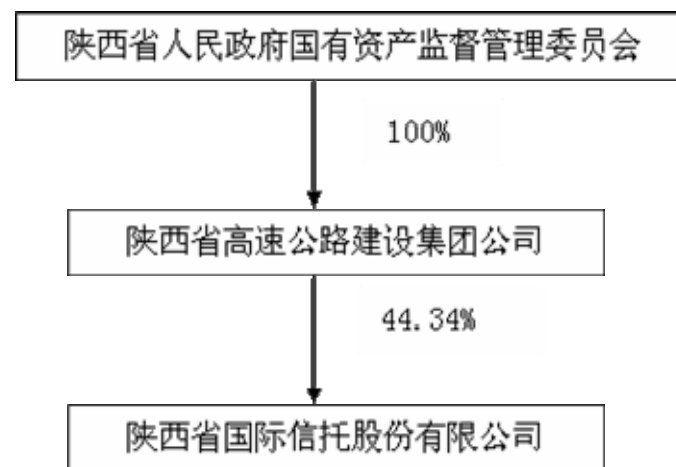 陕西省人民政府国有资产监督管理委员会
100%
陕西省高速公路建设集团公司
44.34%
陕西省国际信托股份有限公司